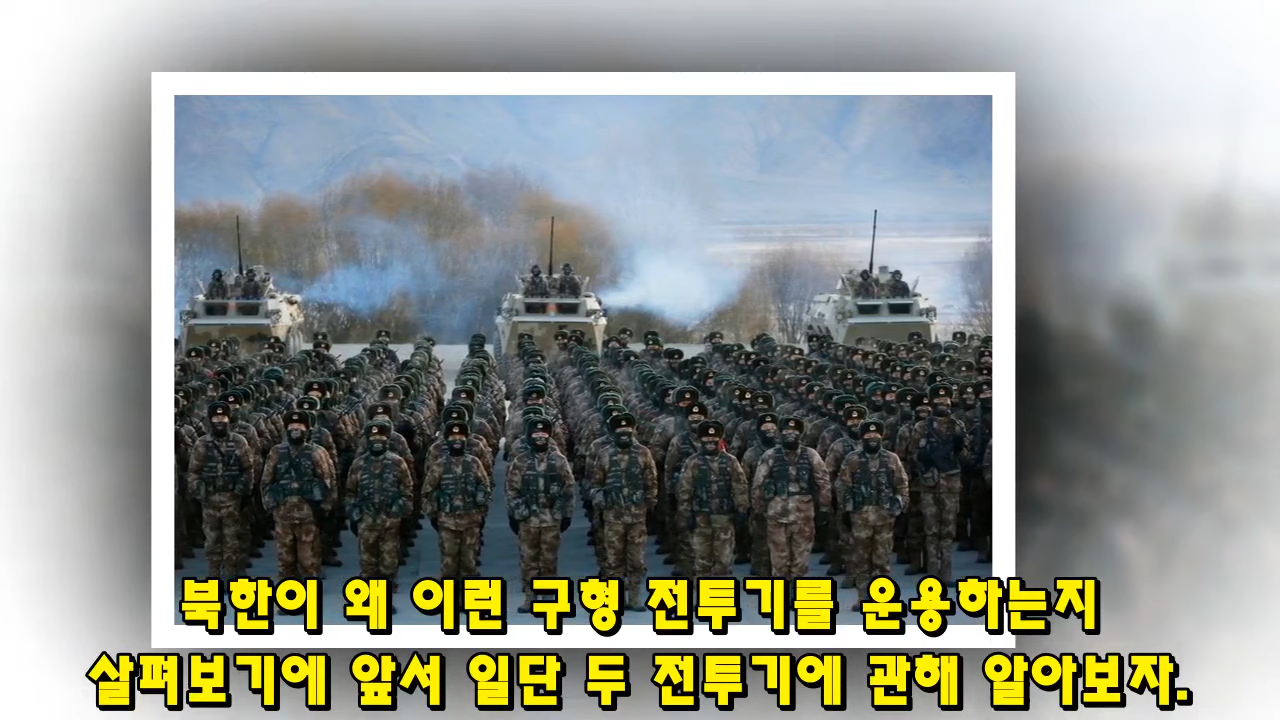 북한이 왜 이런 구형 전투기를 운용하는지
살펴보기에 앞서 일단 두 전투기에 관해 알아보자.